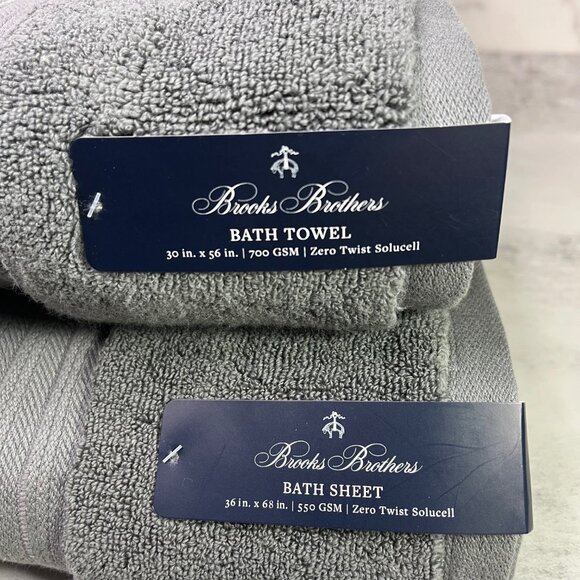 Brooks Brothers
BATH TOWEL
30 in. x 56 in. | 700 GSM | Zero Twist Solucell
Brooks Brothers
BATH SHEET
36 in. x 68 in. | 550 GSM | Zero Twist Solucell